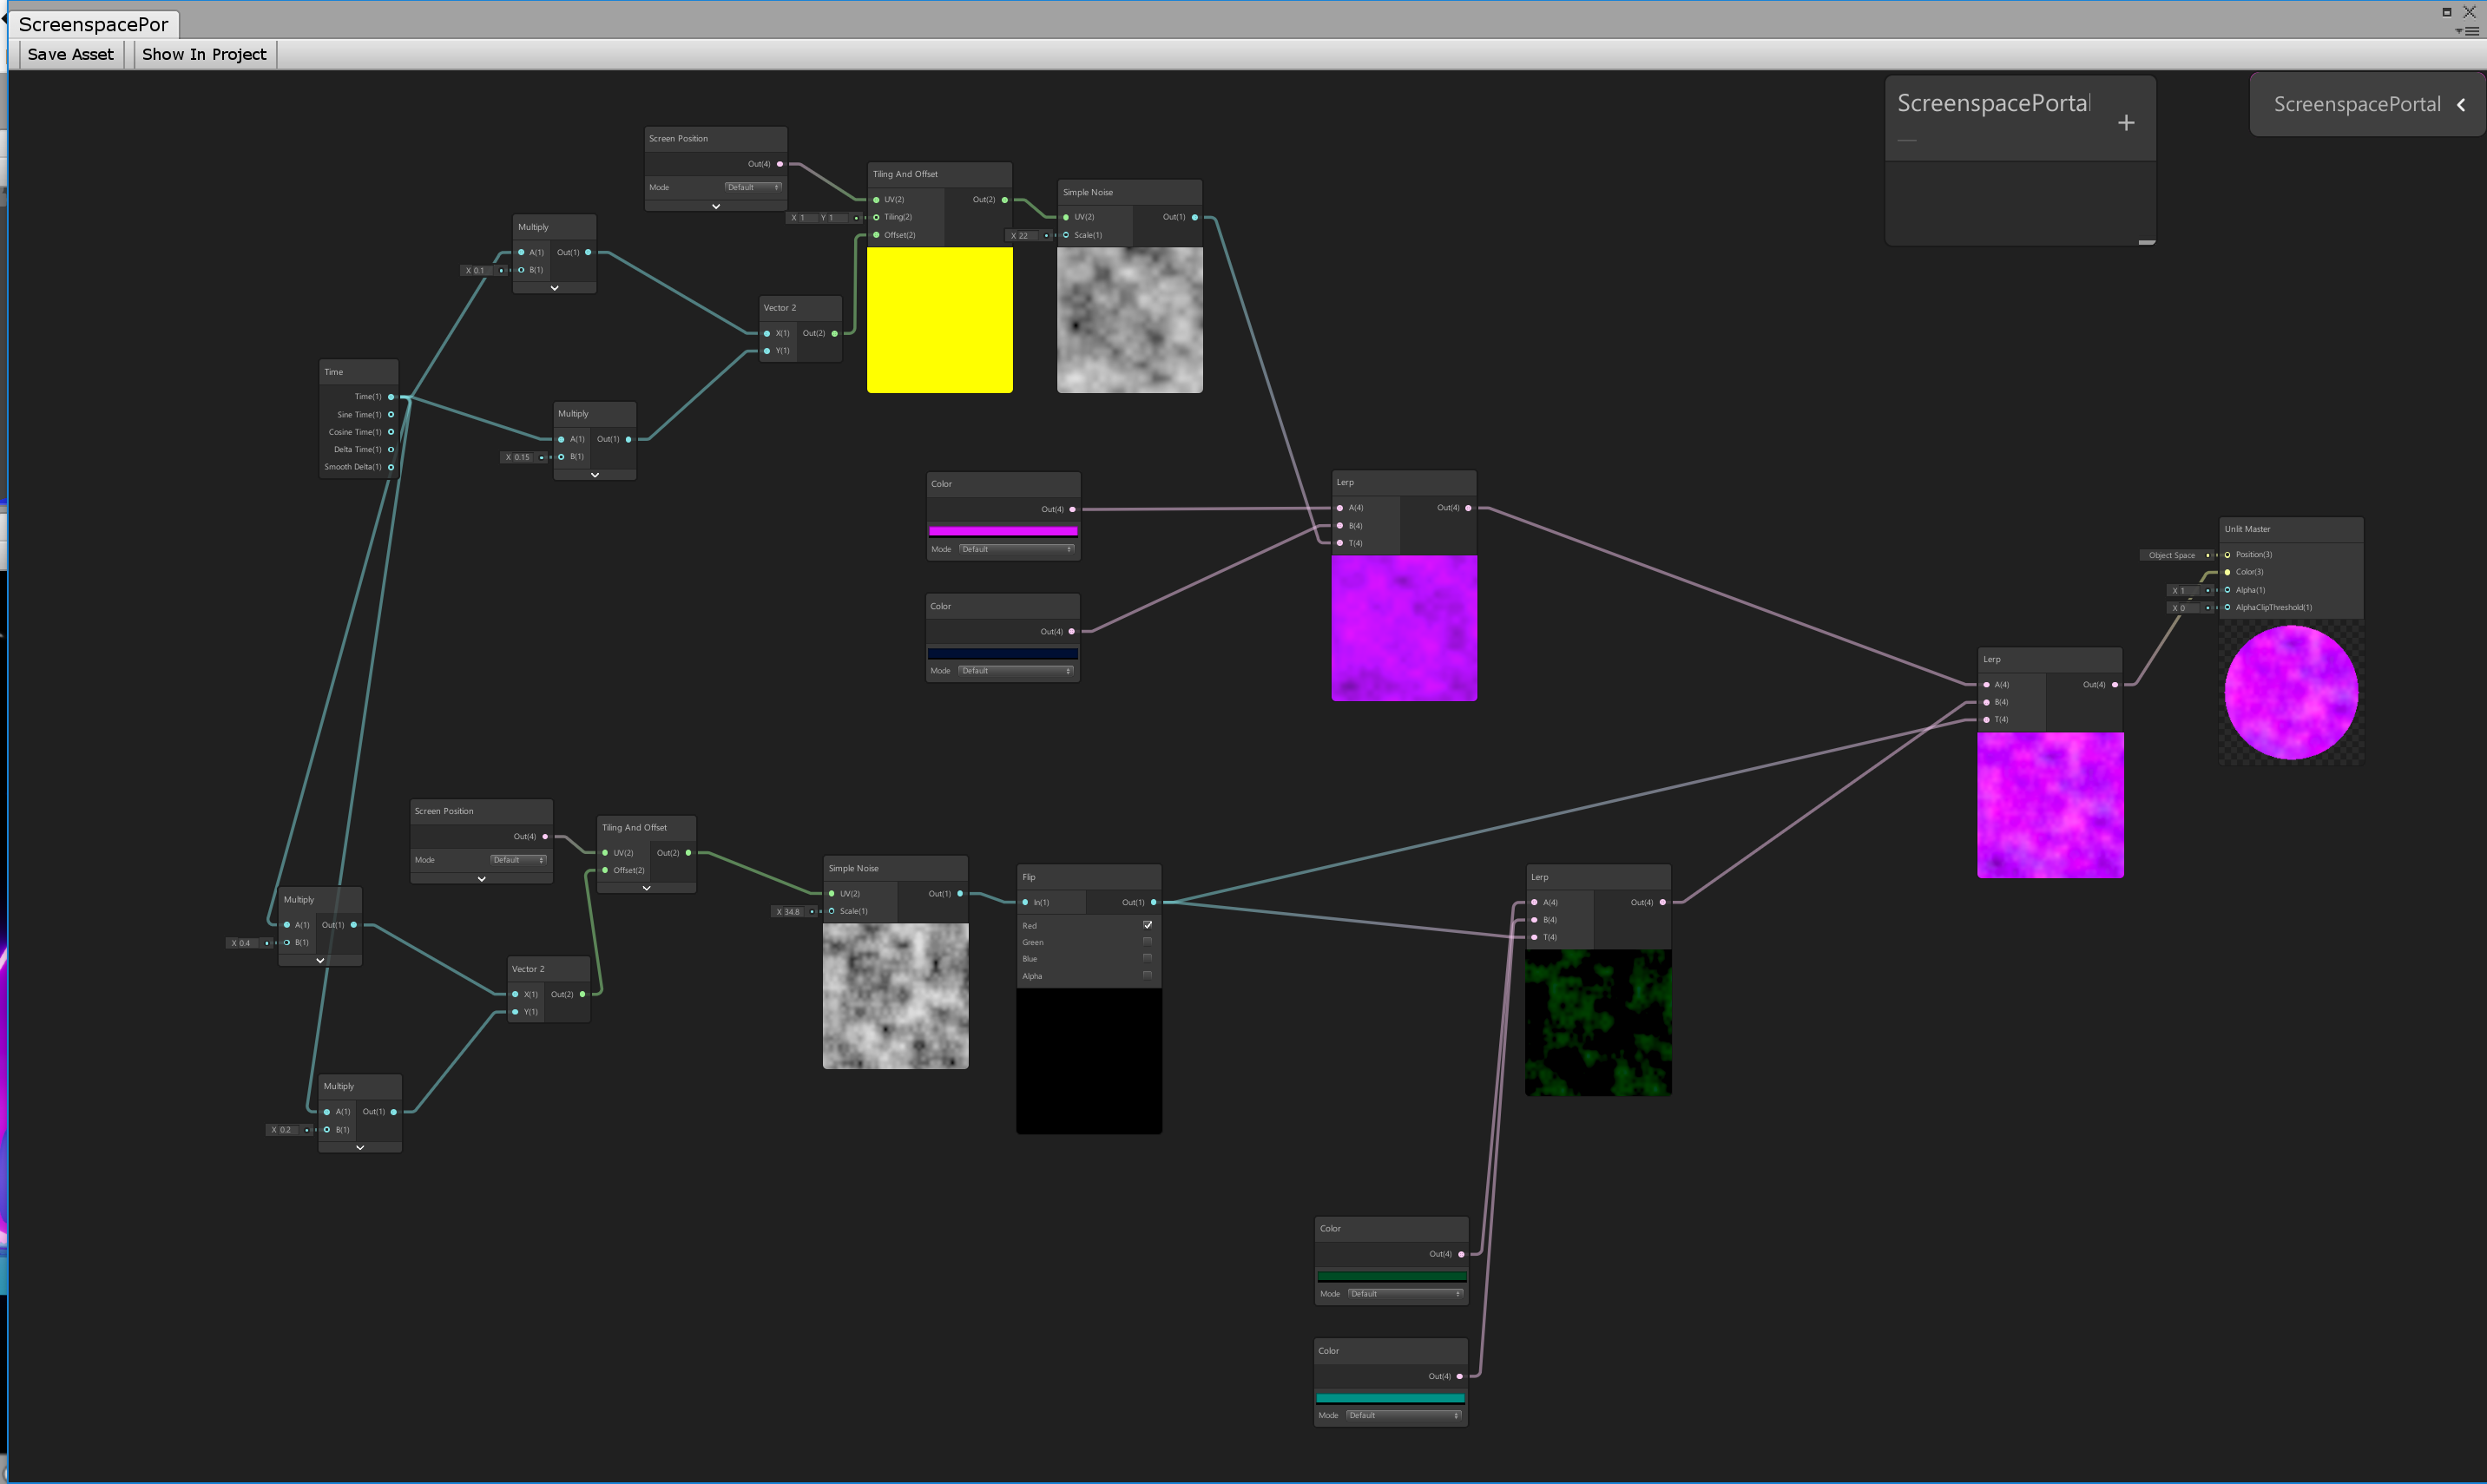 ScreenspacePor
Save Asset
Show In Project
ScreenspacePortal
ScreenspacePortal
Screen Position
Out(4)
Mode
Default
Tiling And Offset
UV(2)
Out(2)
X 1 Y 1
Tiling(2)
Offset(2)
Simple Noise
UV(2)
Out(1)
X 22
Scale(1)
Multiply
A(1)
Out(1)
X 0.1
B(1)
Vector 2
X(1)
Out(2)
Y(1)
Time
Time(1)
Sine Time(1)
Cosine Time(1)
Delta Time(1)
Smooth Delta(1)
Multiply
A(1)
Out(1)
X 0.15
B(1)
Color
Out(4)
Mode
Default
Color
Out(4)
Mode
Default
Lerp
A(4)
Out(4)
B(4)
T(4)
Unlit Master
Object Space
Position(3)
Color(3)
X 1
Alpha(1)
X 0
AlphaClipThreshold(1)
Lerp
A(4)
Out(4)
B(4)
T(4)
Screen Position
Out(4)
Mode
Default
Tiling And Offset
UV(2)
Out(2)
Offset(2)
Simple Noise
UV(2)
Out(1)
X 34.8
Scale(1)
Flip
In(1)
Out(1)
Red
Green
Blue
Alpha
Lerp
A(4)
Out(4)
B(4)
T(4)
Multiply
A(1)
Out(1)
X 0.4
B(1)
Vector 2
X(1)
Out(2)
Y(1)
Multiply
A(1)
Out(1)
X 0.2
B(1)
Color
Out(4)
Mode
Default
Color
Out(4)
Mode
Default